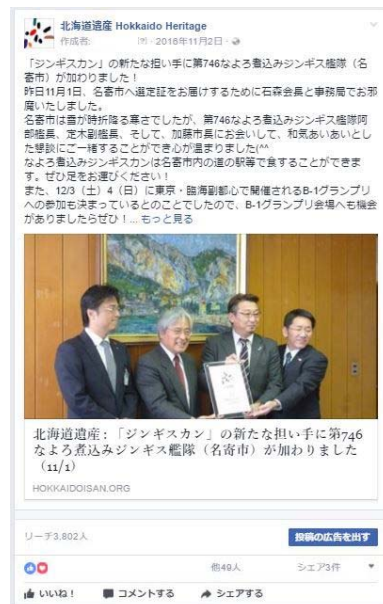 北海道遺産 Hokkaido Heritage
作成者:
2016年11月2日
「ジンギスカン」の新たな担い手に第746なよろ煮込みジンギス艦隊（名
寄市）が加わりました！
昨日11月1日、名寄市へ選定証をお届けするために石森会長と事務局でお邪
魔いたしました。
名寄市は雪が時折降る寒さでしたが、第746なよろ煮込みジンギス艦隊阿
部艦長、定木副艦長、そして、加藤市長にお会いして、和気あいあいとし
た懇談にご一緒することができ心が温まりました(^^
なよろ煮込みジンギスカンは名寄市内の道の駅等で食することができま
す。ぜひ足をお運びください！
また、12/3（土）4（日）に東京・臨海副都心で開催されるB-1グランプリ
への参加も決まっているとのことでしたので、B-1グランプリ会場へも機会
がありましたらぜひ！... もっと見る
北海道遺産 : 「ジンギスカン」の新たな担い手に第746
なよろ煮込みジンギス艦隊（名寄市）が加わりました
（11/1）
HOKKAIDOISAN.ORG
リーチ3,802人
投稿の広告を出す
他49人
シェア3件
いいね！
コメントする
シェアする